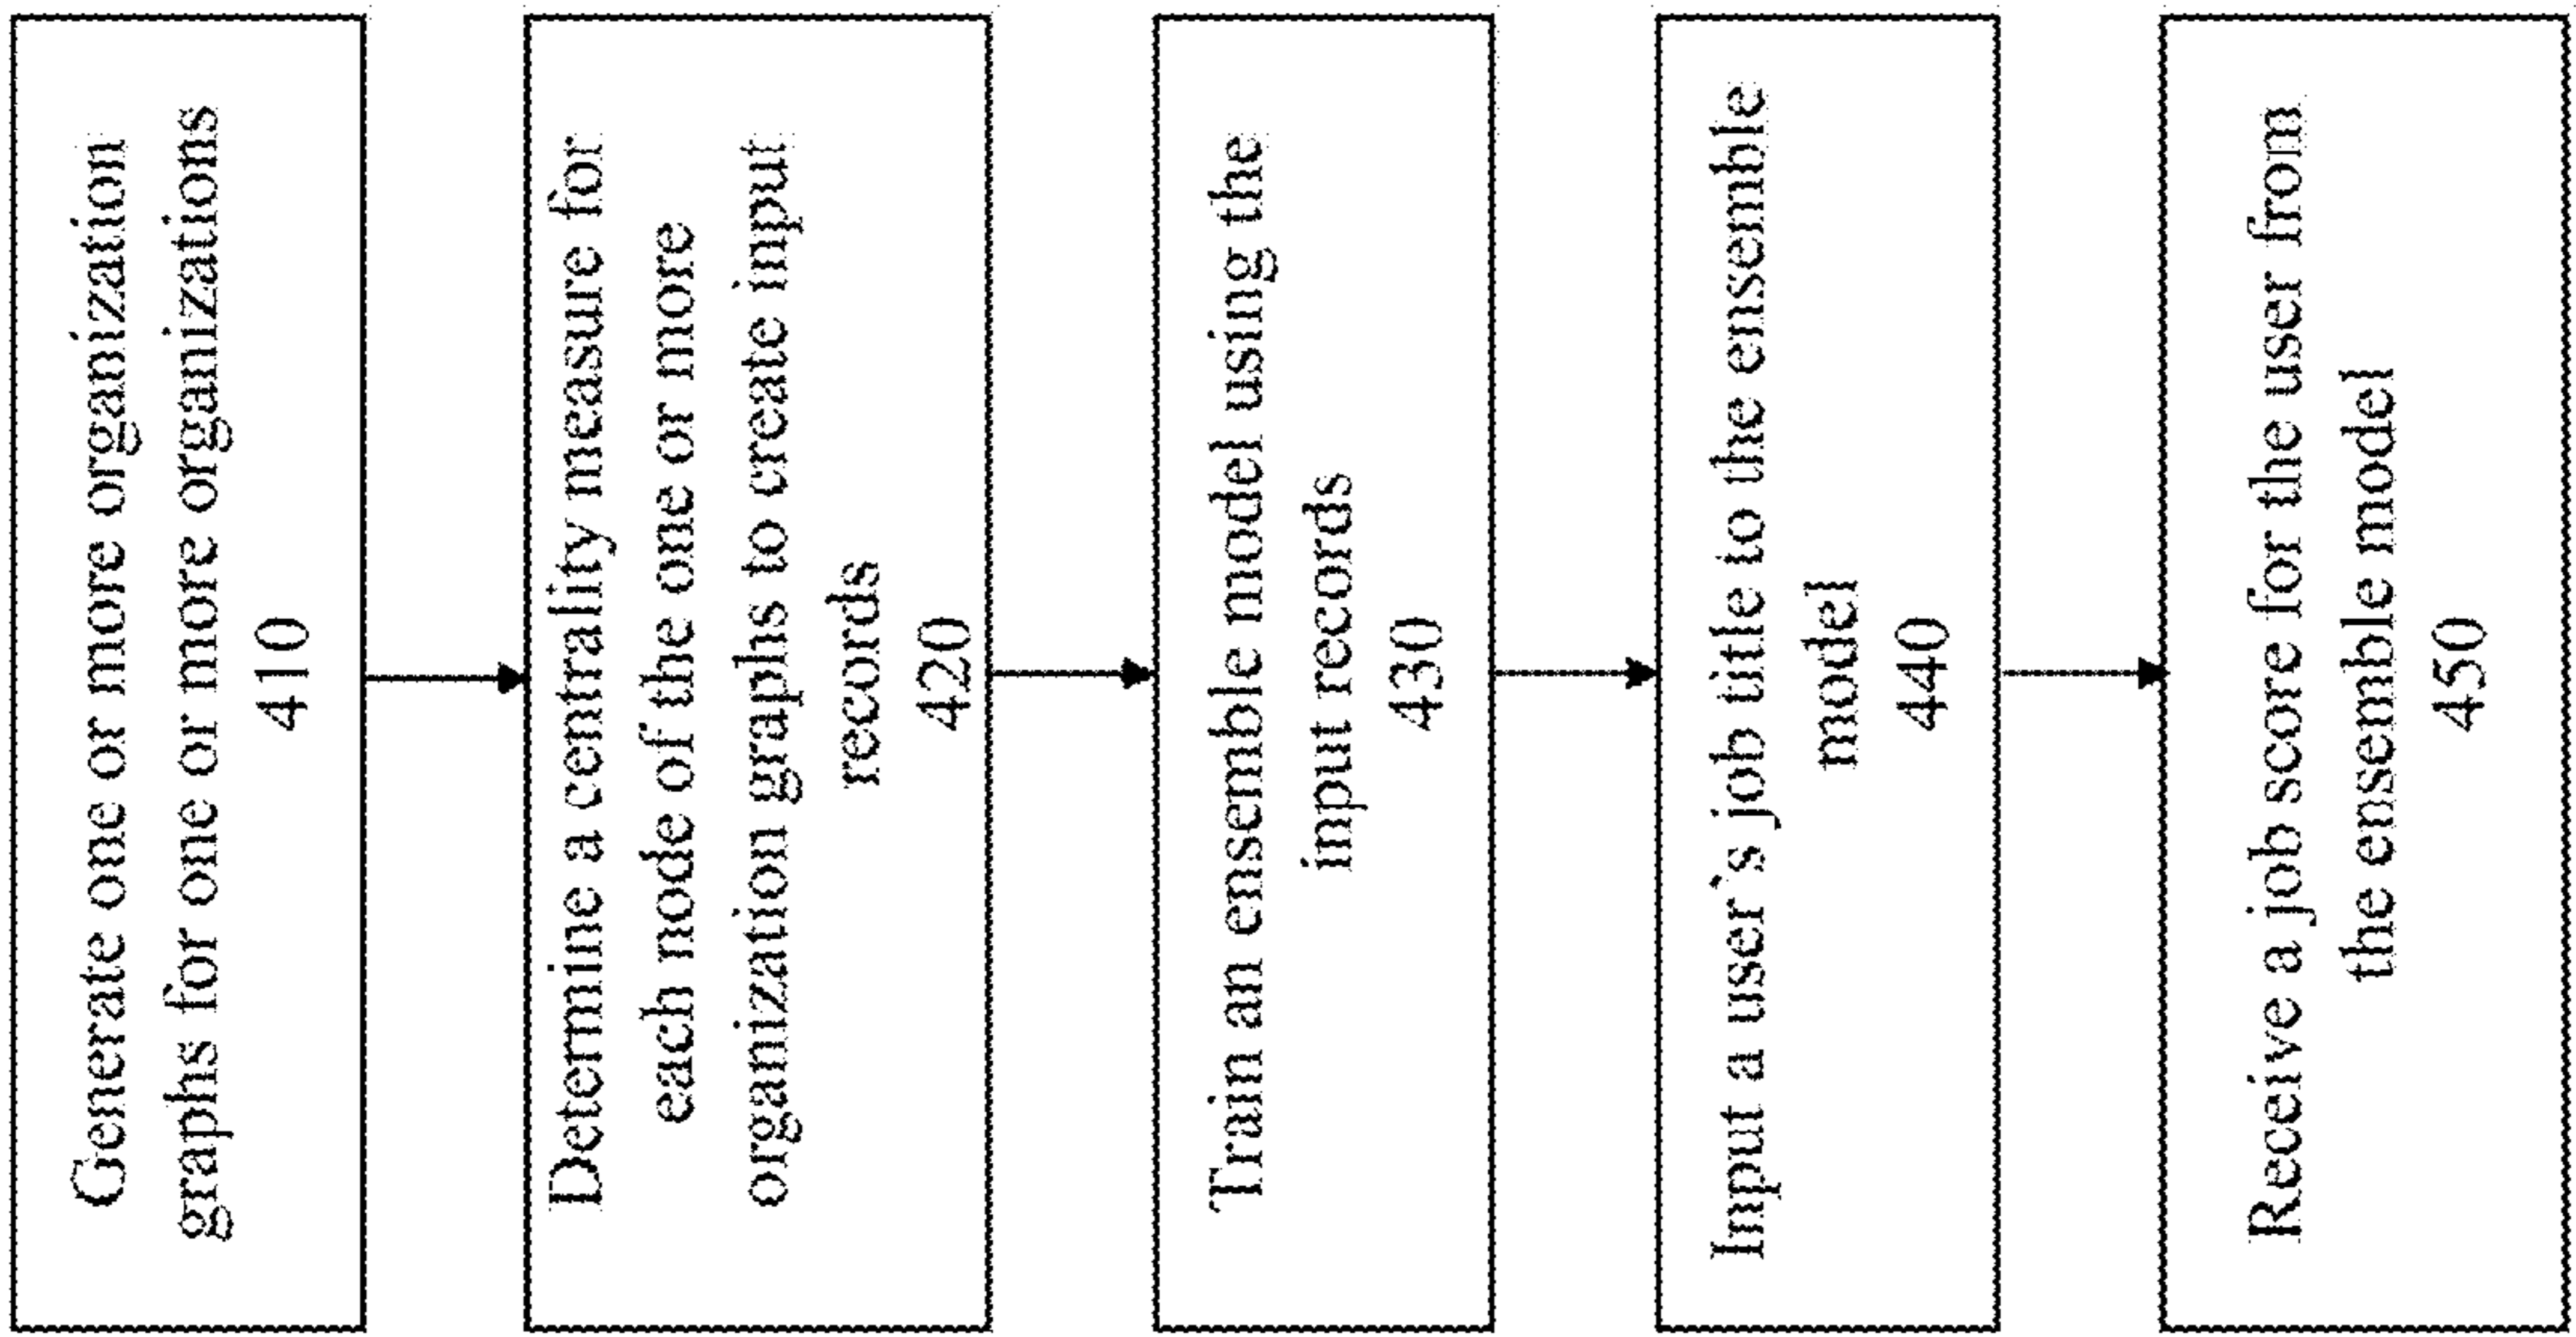 Generate one or more organization
graphs for one or more organizations
410
Determine a centrality measure for
each node of the one or more
organization graphs to create input
records
420
Train an ensemble model using the
input records
430
Input a user`s job title to the ensemble
model
440
Receive a job score for the user from
the ensemble model
450